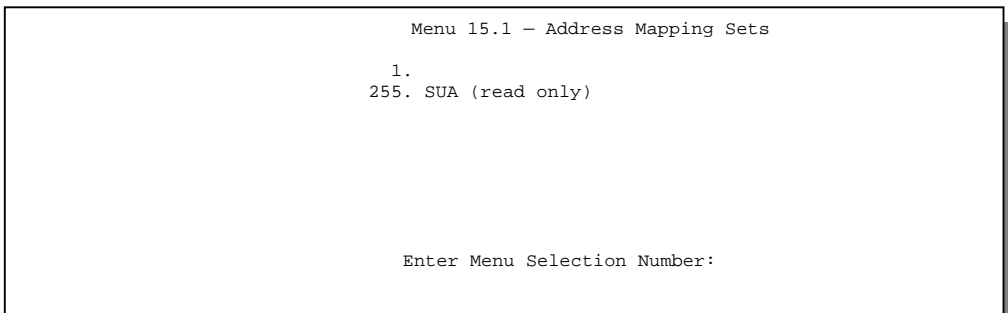 Menu 15.1 — Address Mapping Sets
1.
255. SUA (read only)
Enter Menu Selection Number: